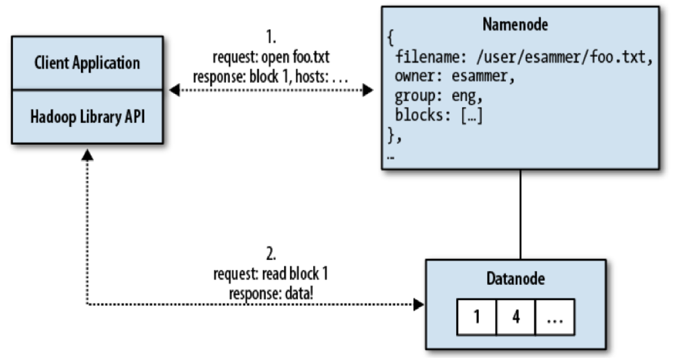 Client Application
Hadoop Library API
1.
request: open foo.txt
response: block 1, hosts: ...
Namenode
{
filename: /user/esammer/foo.txt,
owner: esammer,
group: eng,
blocks: […]
},
…
2.
request: read block 1
response: data!
Datanode
1 4 ...